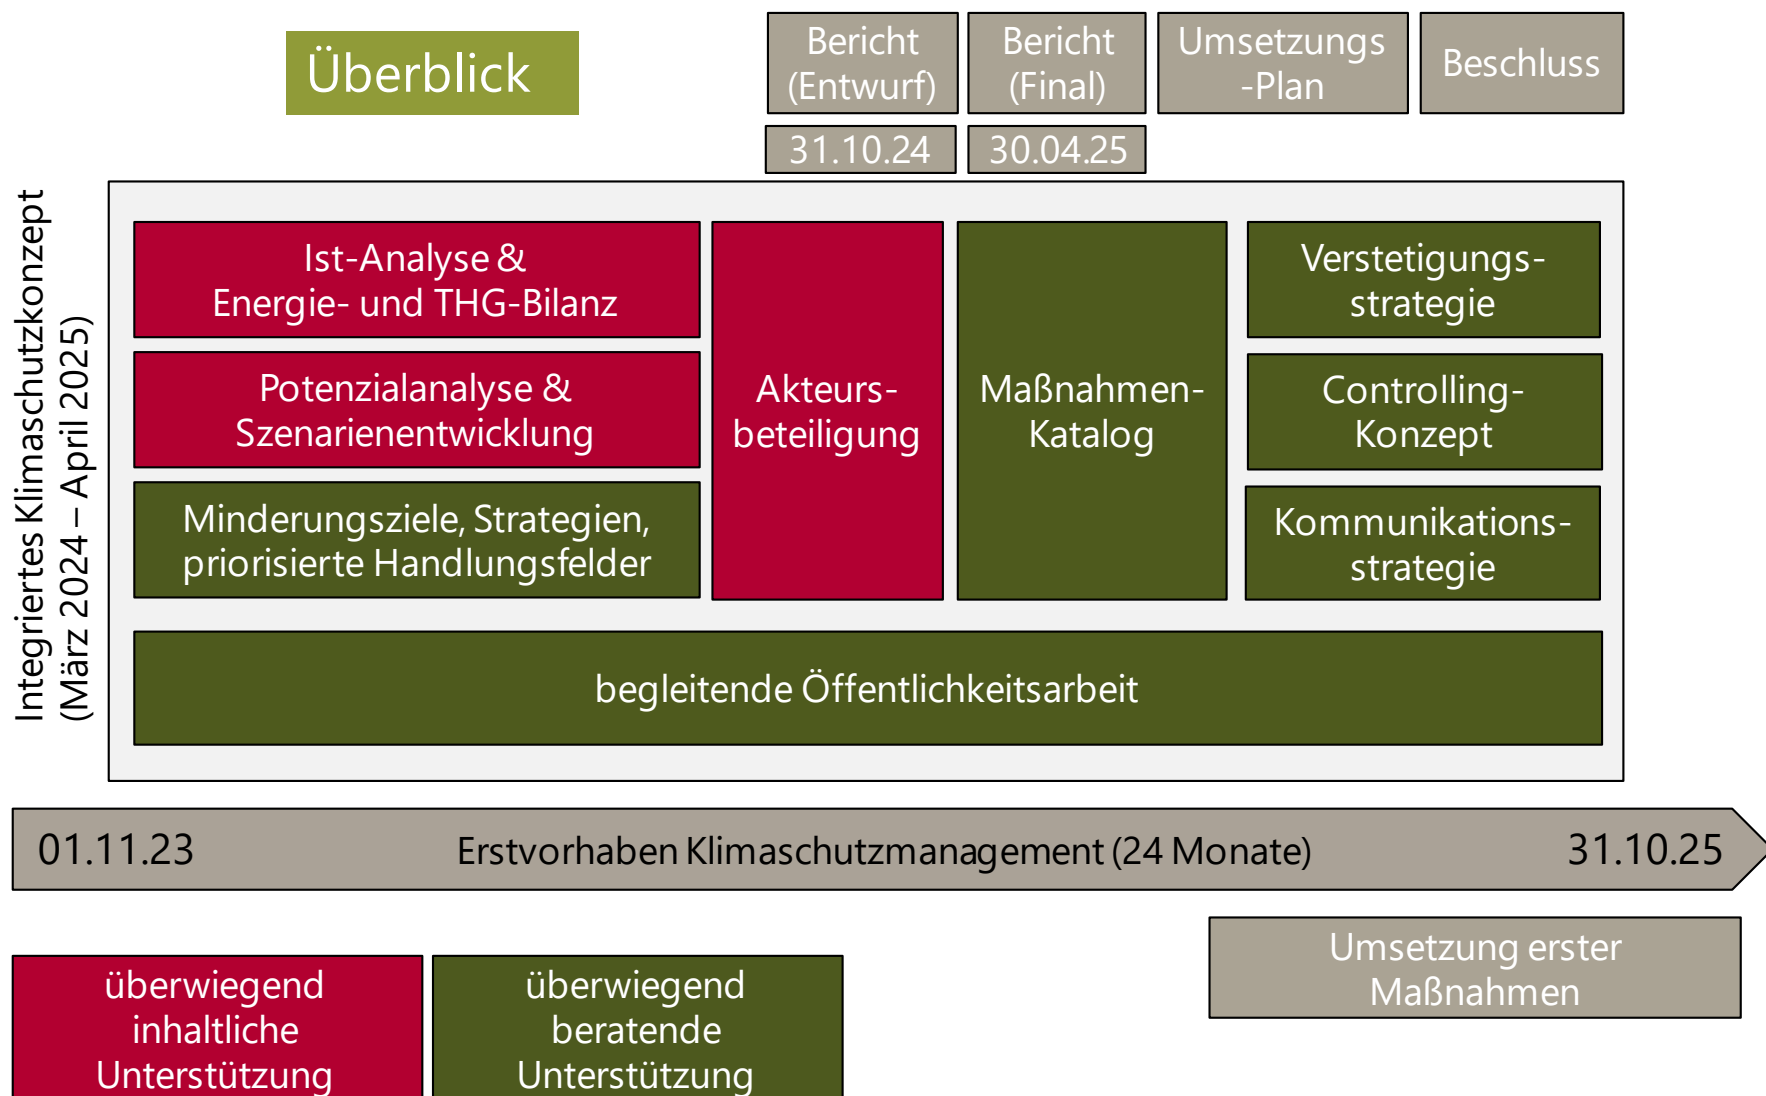 Überblick
Bericht
(Entwurf)
Bericht
(Final)
Umsetzungs
-Plan
Beschluss
31.10.24
30.04.25
Integriertes Klimaschutzkonzept
(März 2024 – April 2025)
Ist-Analyse &
Energie- und THG-Bilanz
Potenzialanalyse &
Szenarienentwicklung
Minderungsziele, Strategien,
priorisierte Handlungsfelder
Akteurs-
beteiligung
Maßnahmen-
Katalog
Verstetigungs-
strategie
Controlling-
Konzept
Kommunikations-
strategie
begleitende Öffentlichkeitsarbeit
01.11.23
Erstvorhaben Klimaschutzmanagement (24 Monate)
31.10.25
Umsetzung erster
Maßnahmen
überwiegend
inhaltliche
Unterstützung
überwiegend
beratende
Unterstützung